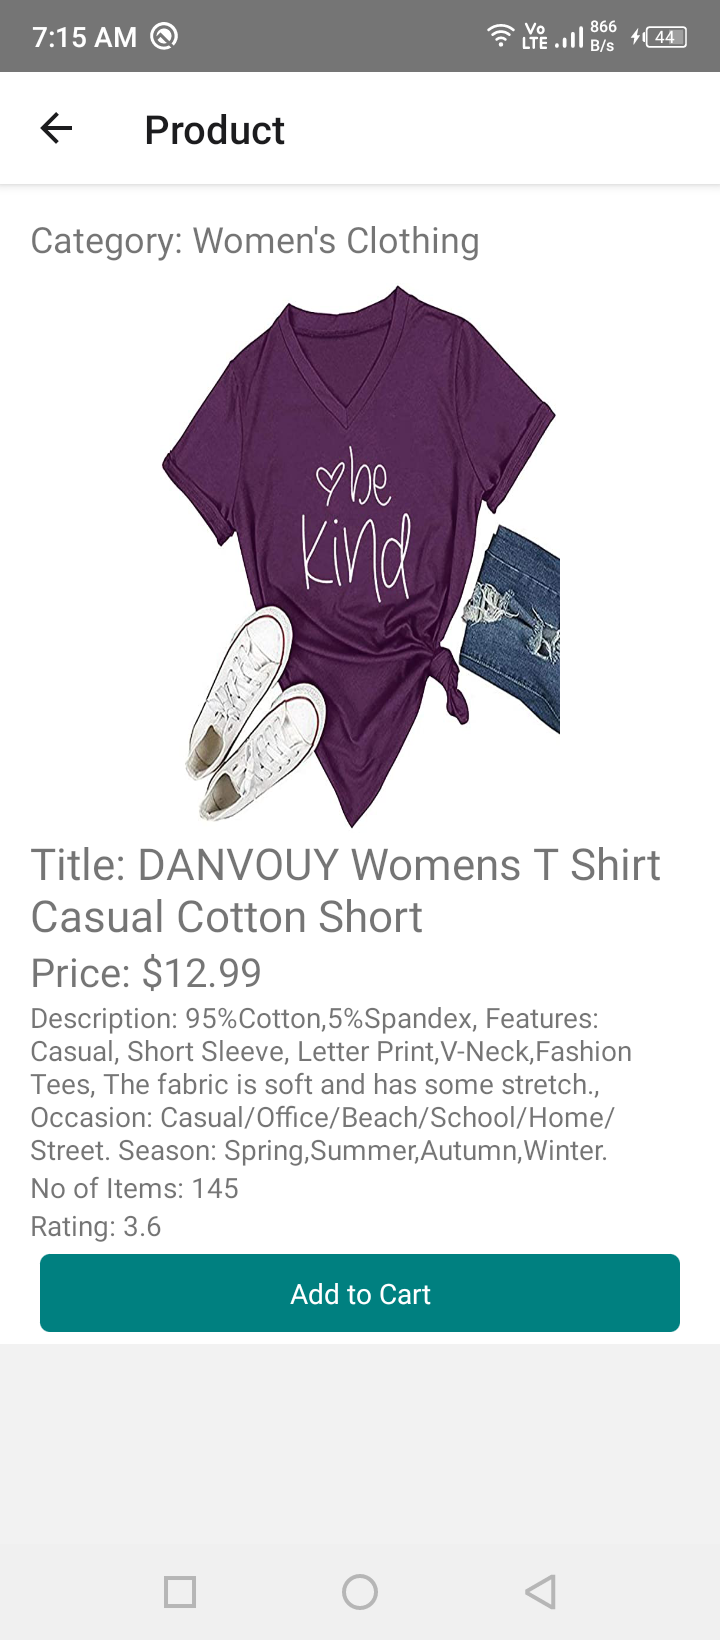 7:15 AM
Vo LTE
866 B/s
44
Product
Category: Women's Clothing
be
kind
Title: DANVOUY Womens T Shirt
Casual Cotton Short
Price: $12.99
Description: 95%Cotton,5%Spandex, Features:
Casual, Short Sleeve, Letter Print,V-Neck,Fashion
Tees, The fabric is soft and has some stretch.,
Occasion: Casual/Office/Beach/School/Home/
Street. Season: Spring,Summer,Autumn,Winter.
No of Items: 145
Rating: 3.6
Add to Cart